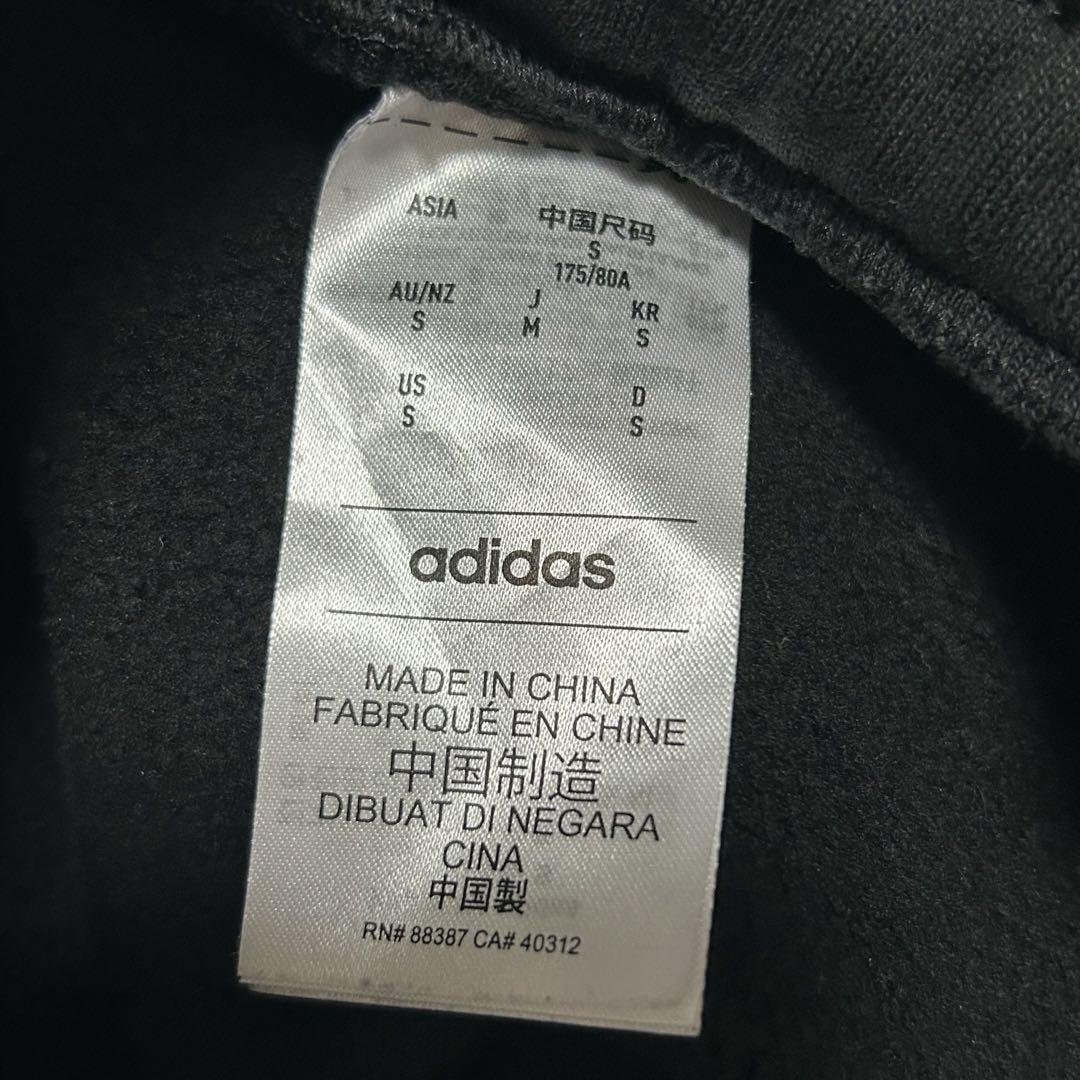 ASIA 中国尺码
S
175/80A
AU/NZ J KR
S M S
US D
S S
adidas
MADE IN CHINA
FABRIQUÉ EN CHINE
中国制造
DIBUAT DI NEGARA
CINA
中国製
RN# 88387 CA# 40312